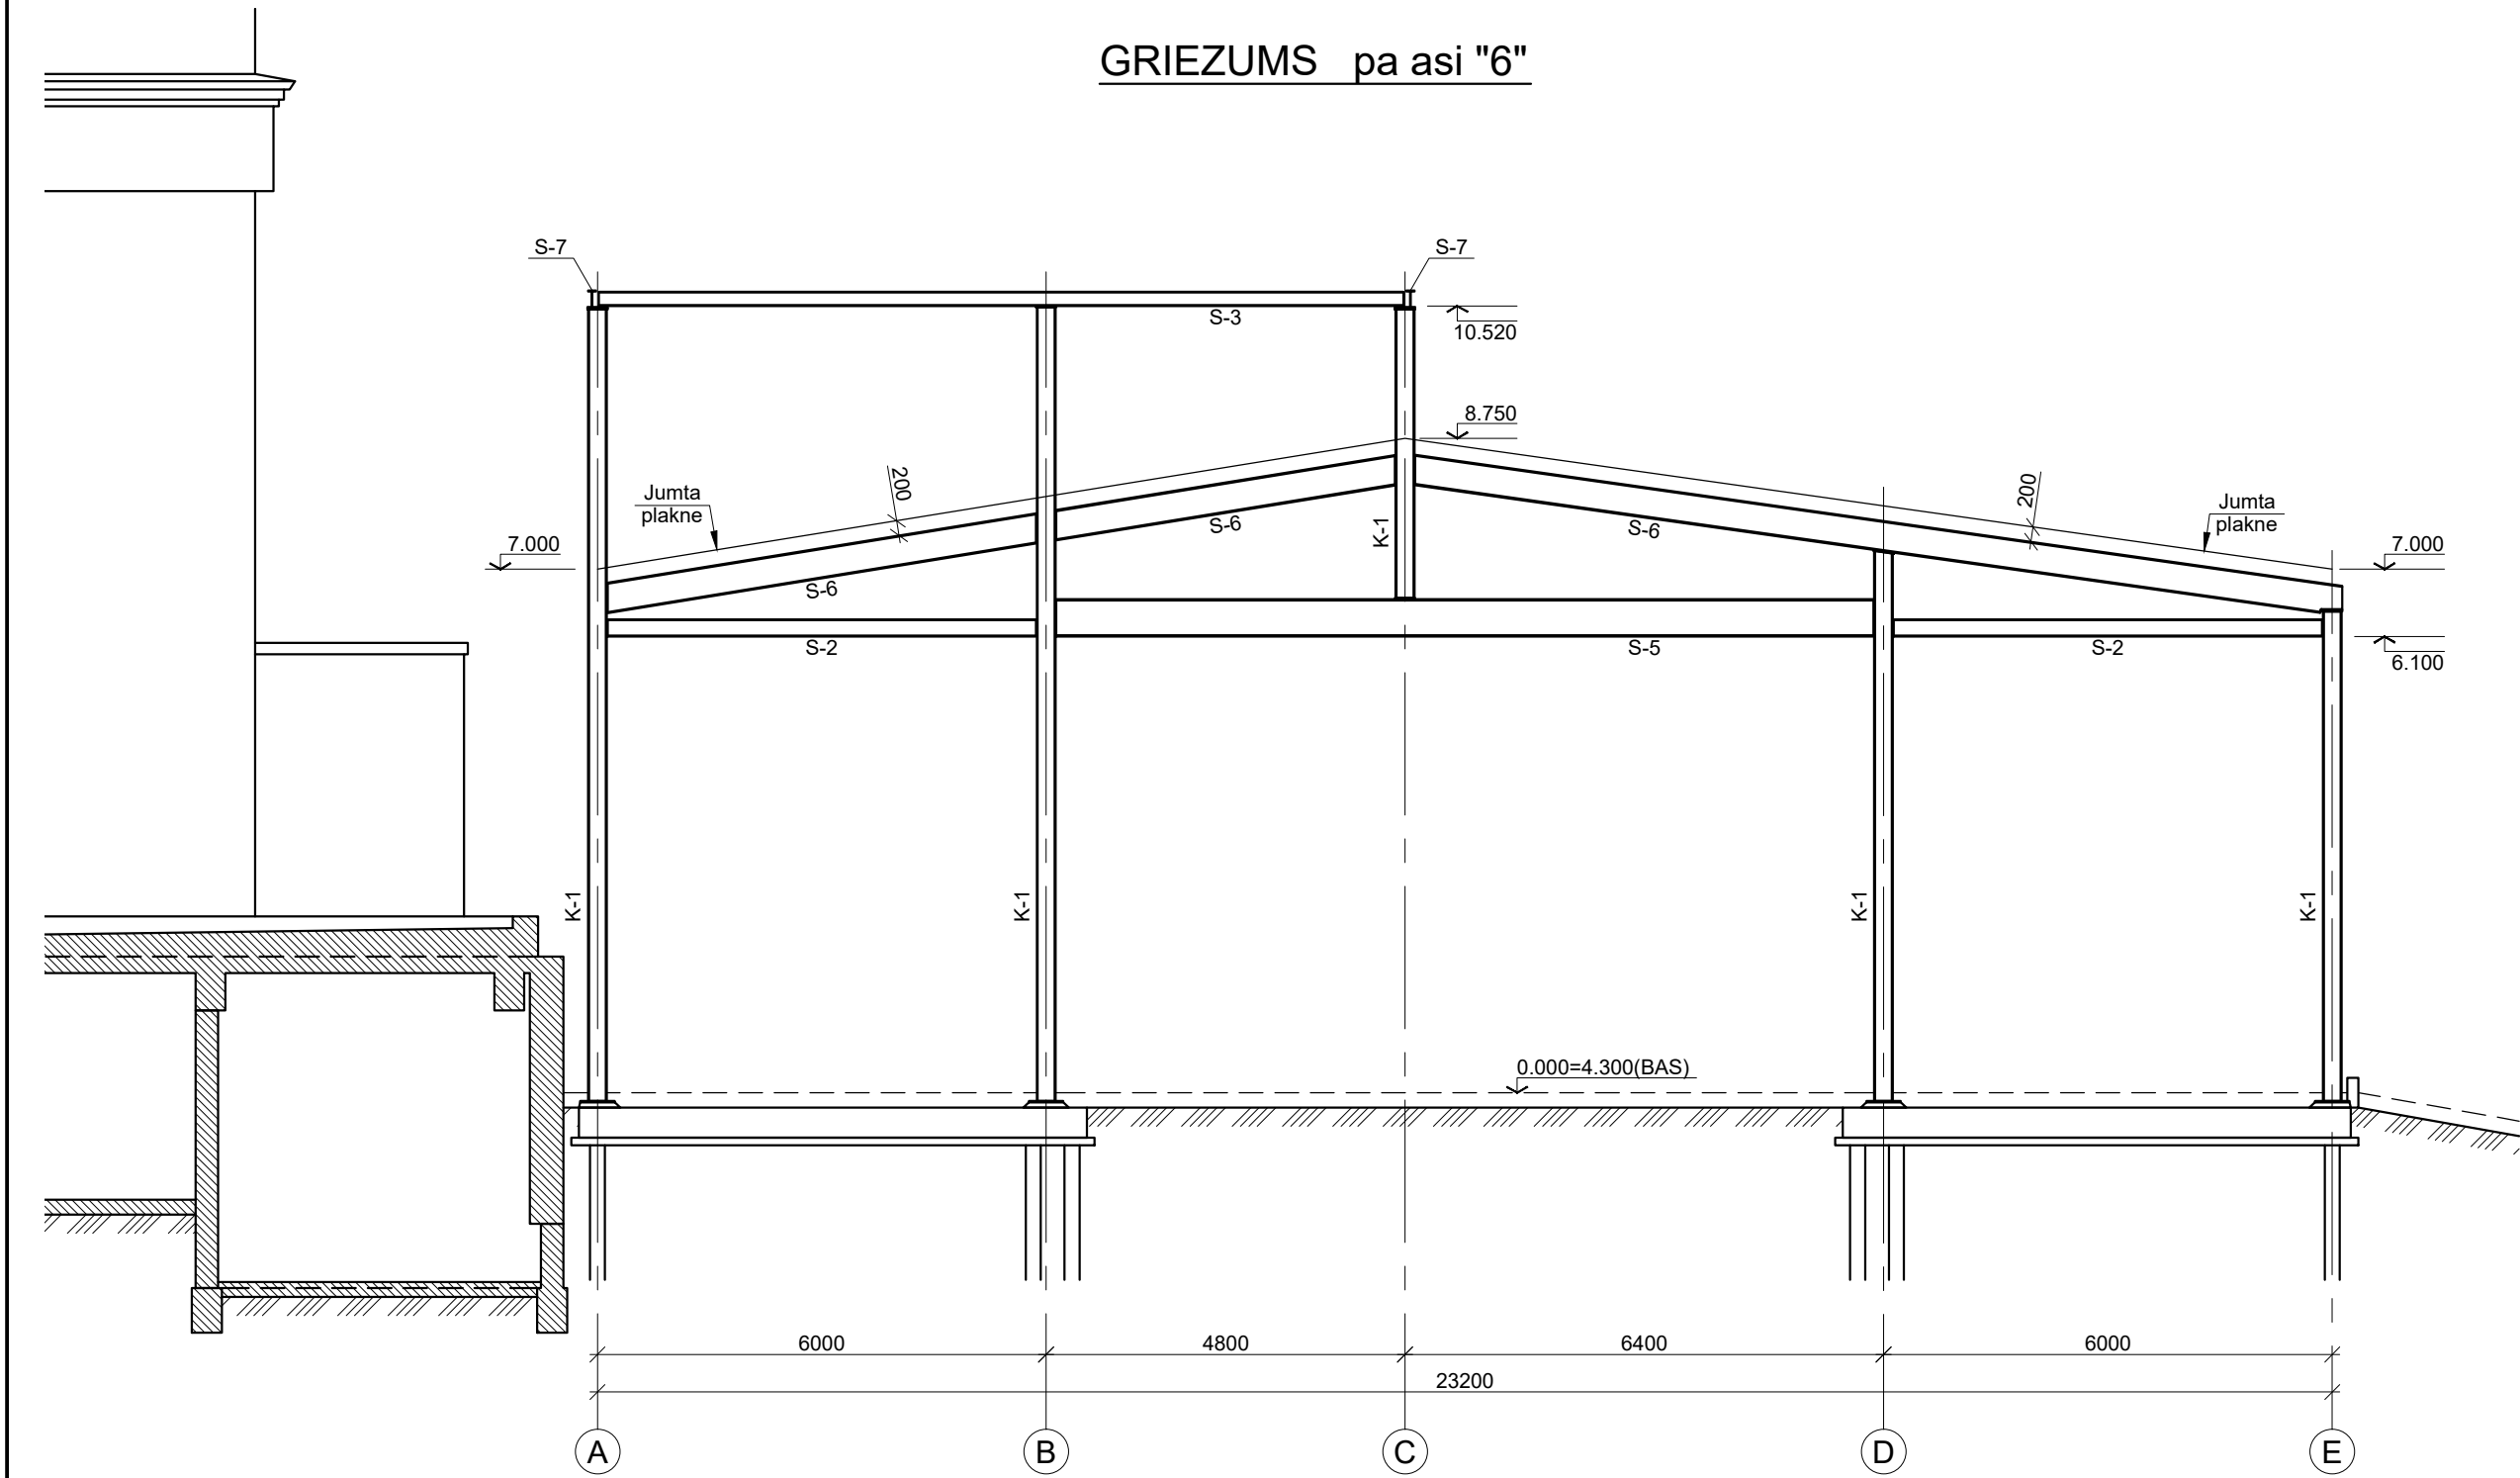 GRIEZUMS pa asi "6"
S-7
S-7
S-3
10.520
8.750
200
Jumta
plakne
S-6
K-1
S-6
200
Jumta
plakne
7.000
7.000
S-6
S-2
S-5
S-2
6.100
K-1
K-1
K-1
K-1
0.000=4.300(BAS)
6000
4800
6400
6000
23200
A
B
C
D
E